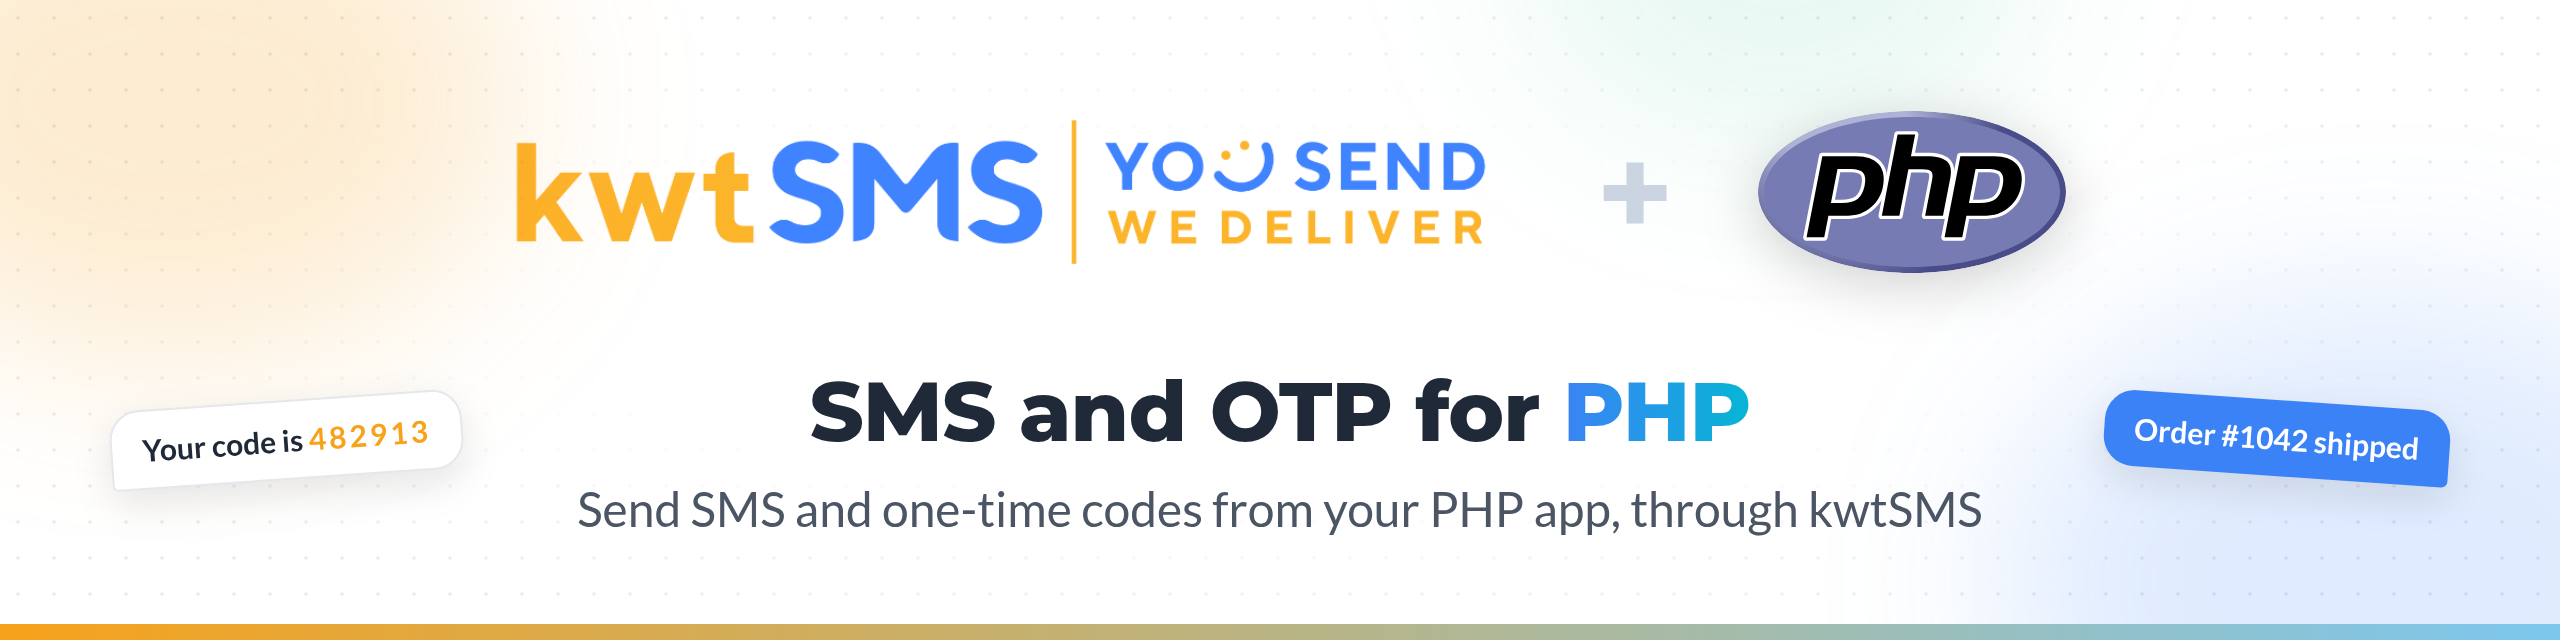 kwtSMS
YOU SEND
WE DELIVER
+
php
SMS and OTP for PHP
Your code is 482913
Order #1042 shipped
Send SMS and one-time codes from your PHP app, through kwtSMS